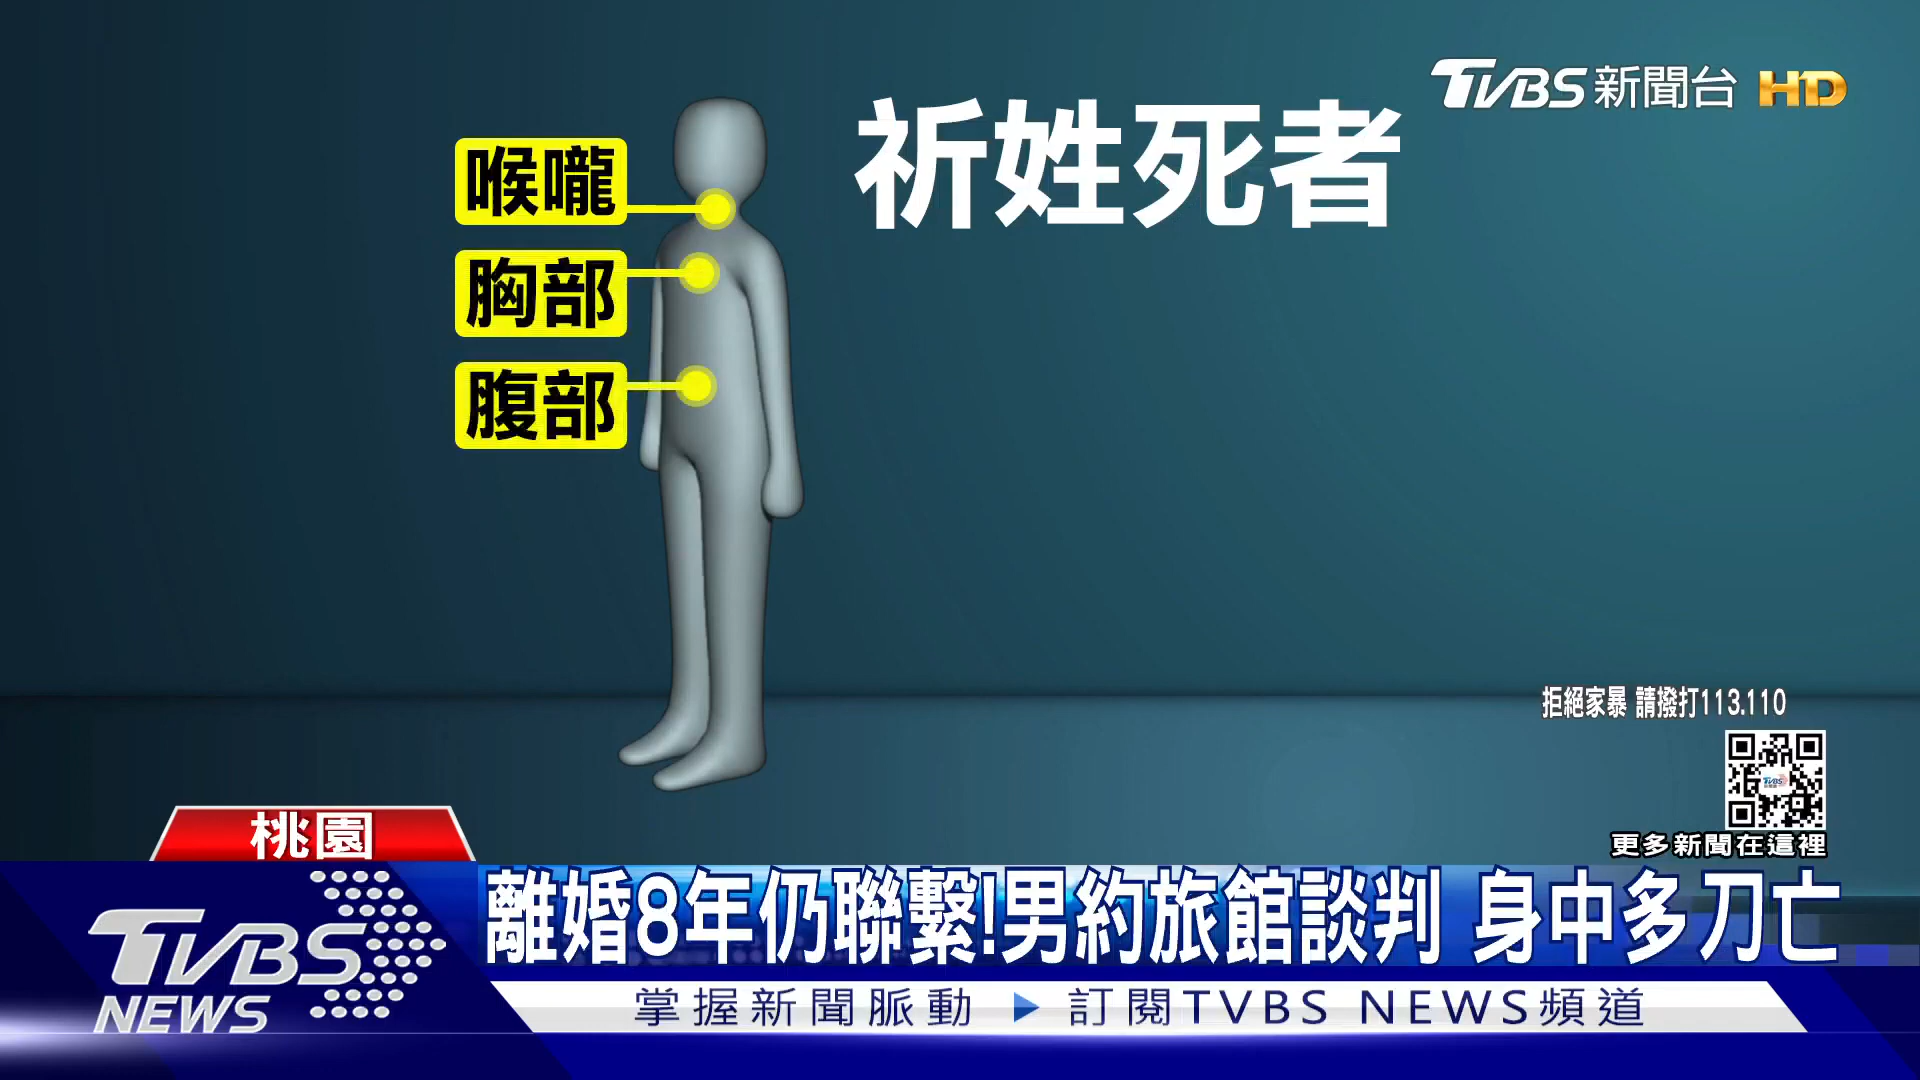 TVBS新聞台 HD
祈姓死者
喉嚨
胸部
腹部
拒絕家暴 請撥打113.110
更多新聞在這裡
桃園
離婚8年仍聯繫!男約旅館談判 身中多刀亡
TVBS NEWS
掌握新聞脈動 ▶ 訂閱TVBS NEWS頻道